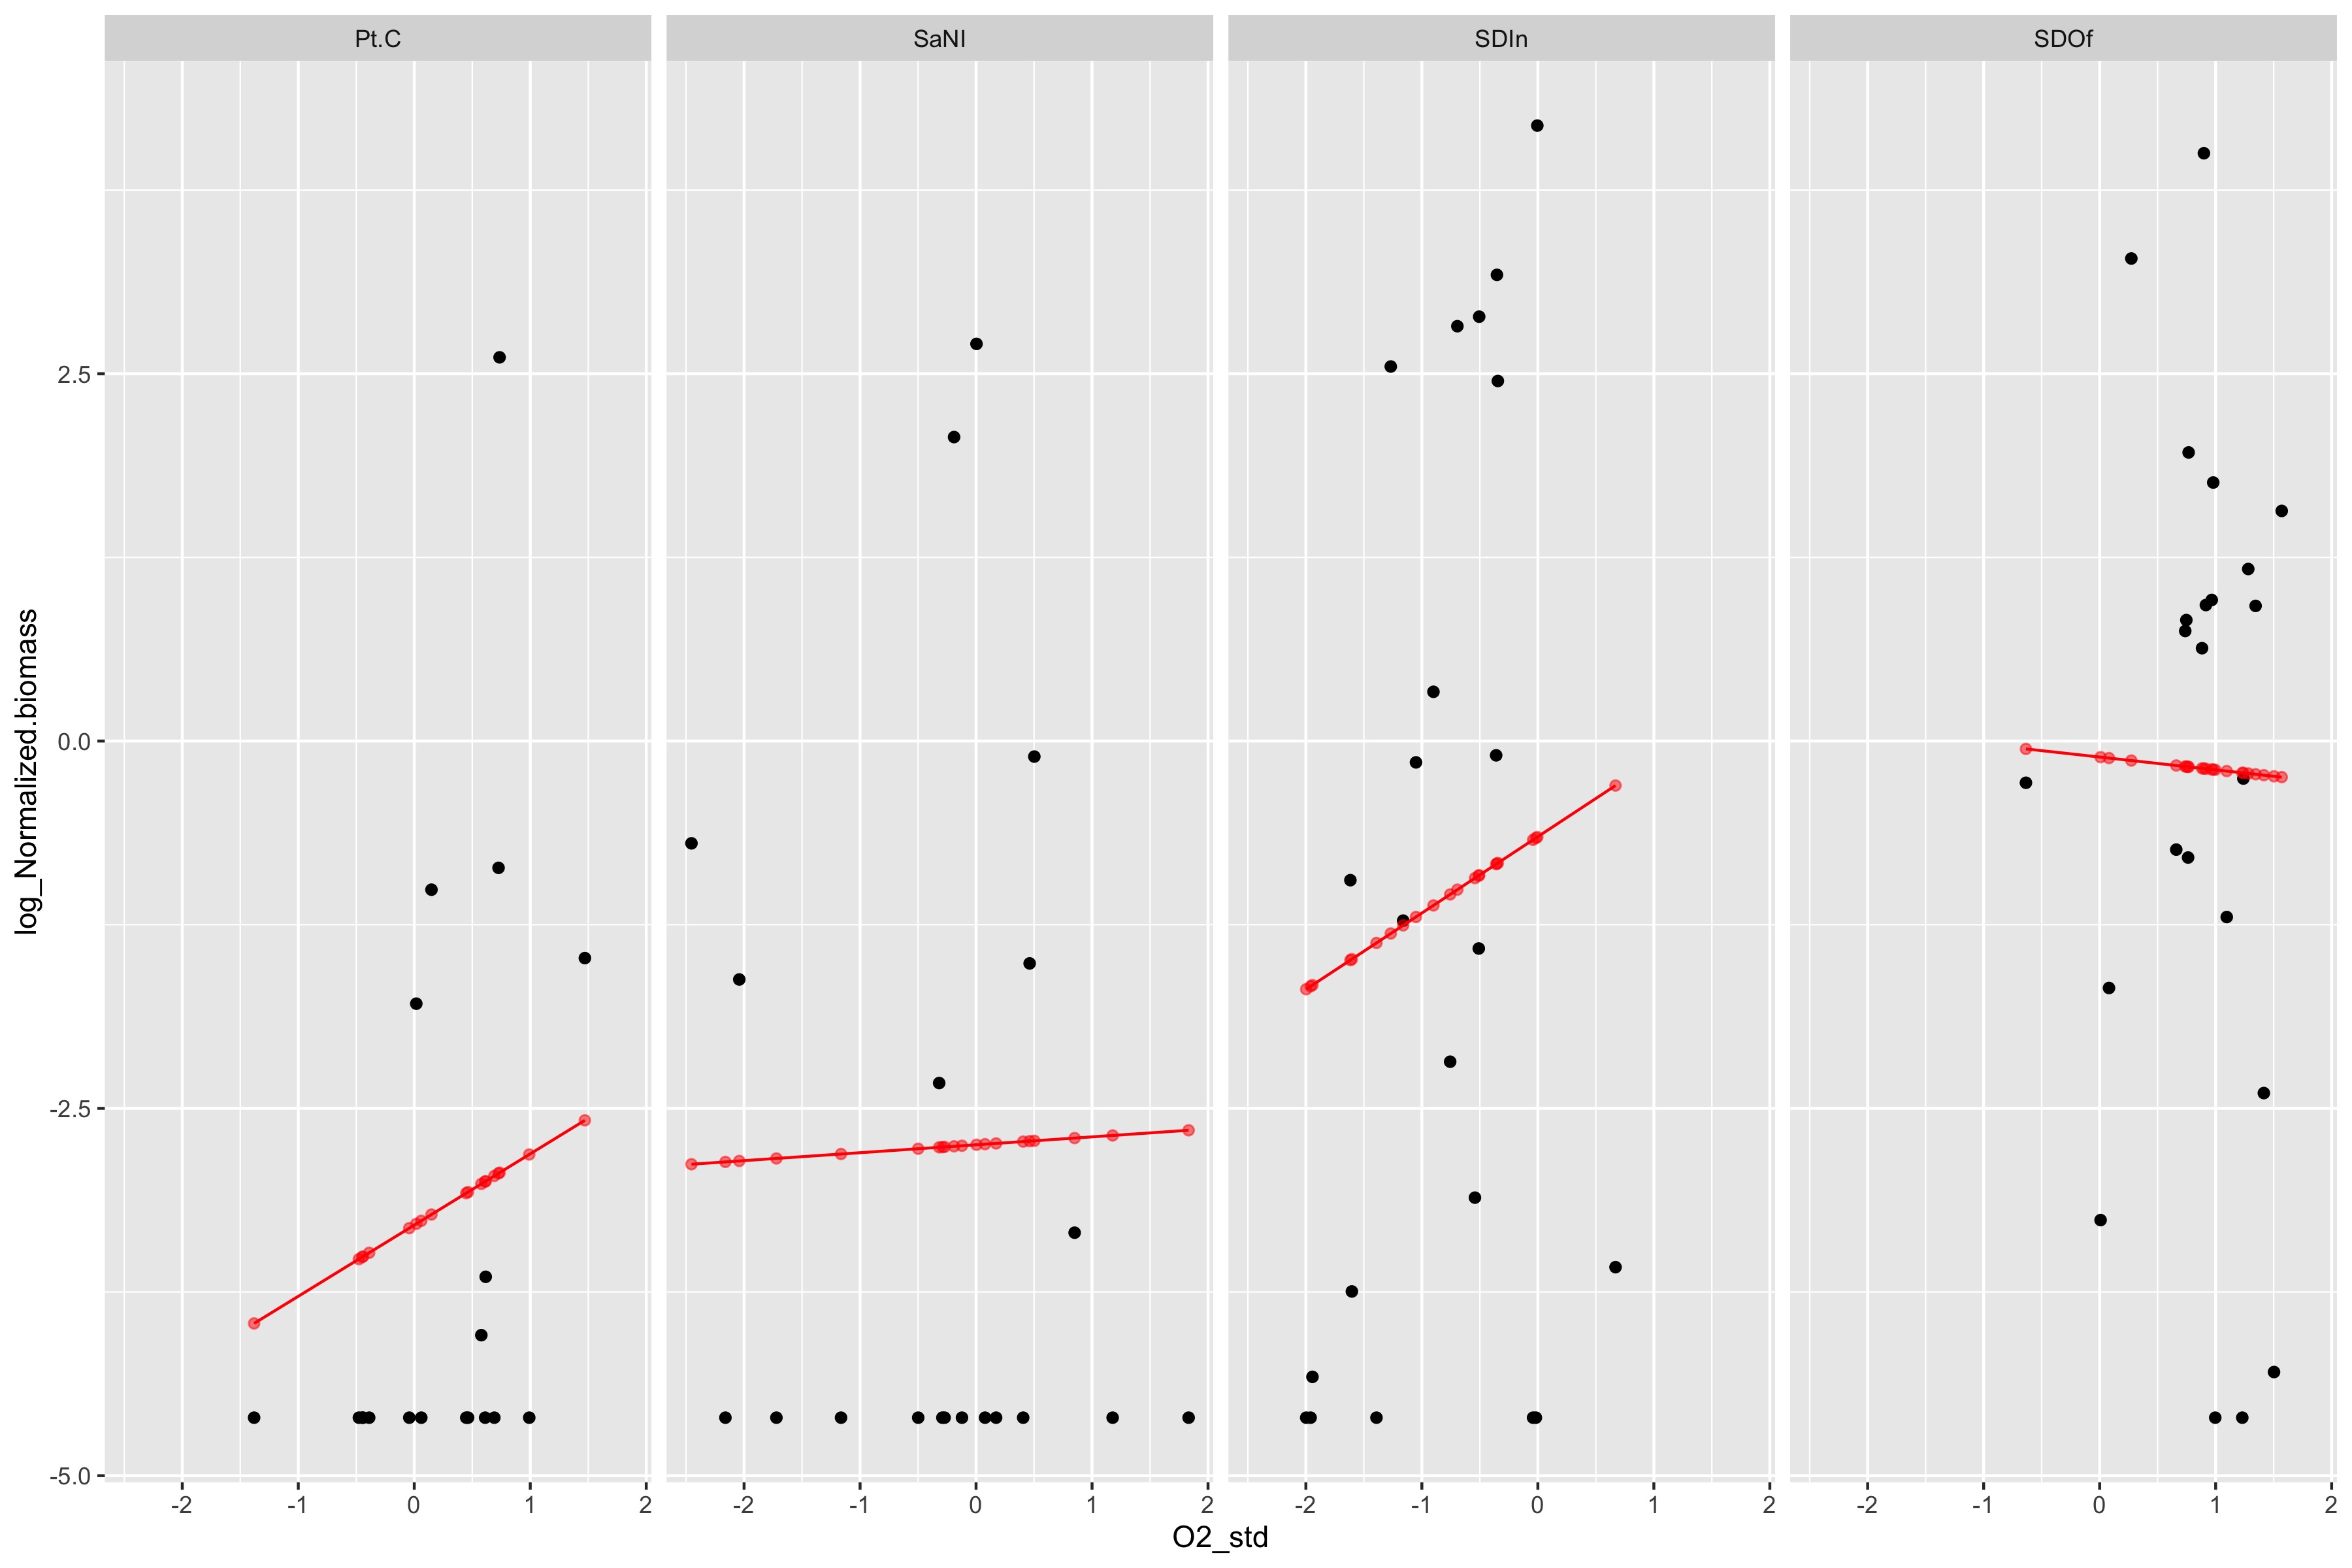 Pt.C SaNI SDIn SDOf
log_Normalized.biomass
2.5
0.0
-2.5
-5.0
-2 -1 0 1 2 -2 -1 0 1 2 -2 -1 0 1 2 -2 -1 0 1 2
O2_std